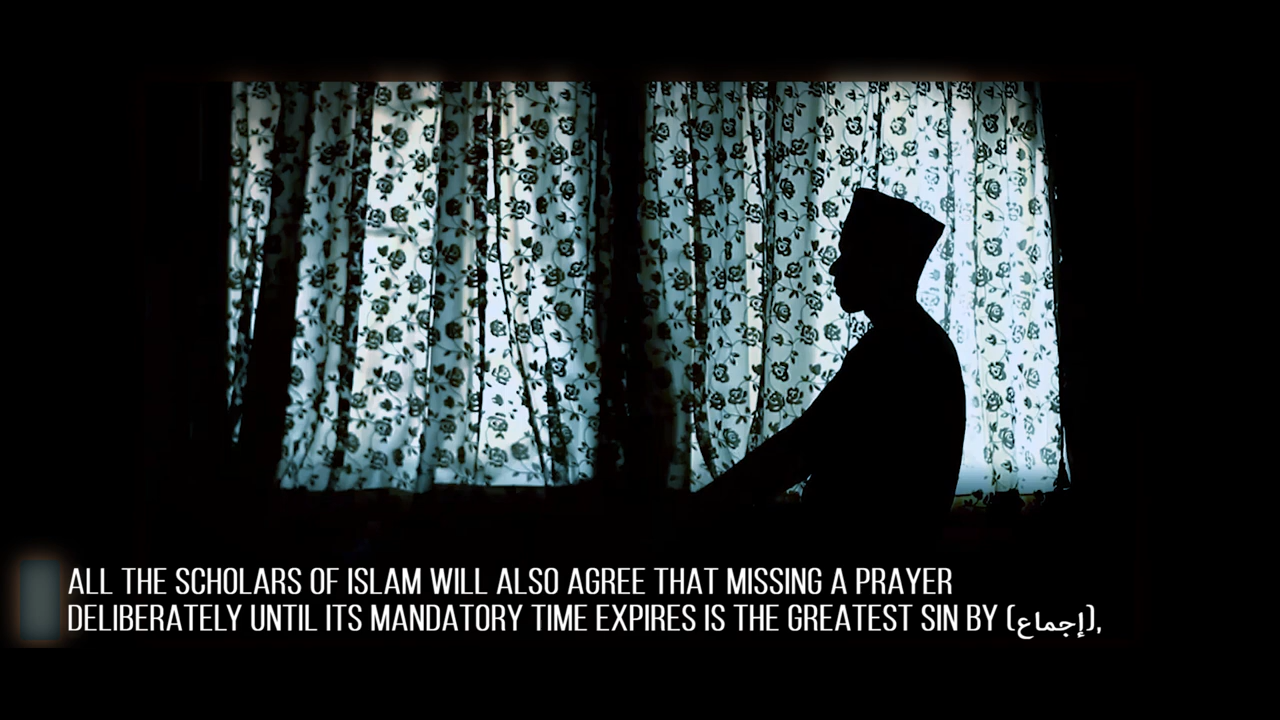 ALL THE SCHOLARS OF ISLAM WILL ALSO AGREE THAT MISSING A PRAYER
DELIBERATELY UNTIL ITS MANDATORY TIME EXPIRES IS THE GREATEST SIN BY (إجماع),